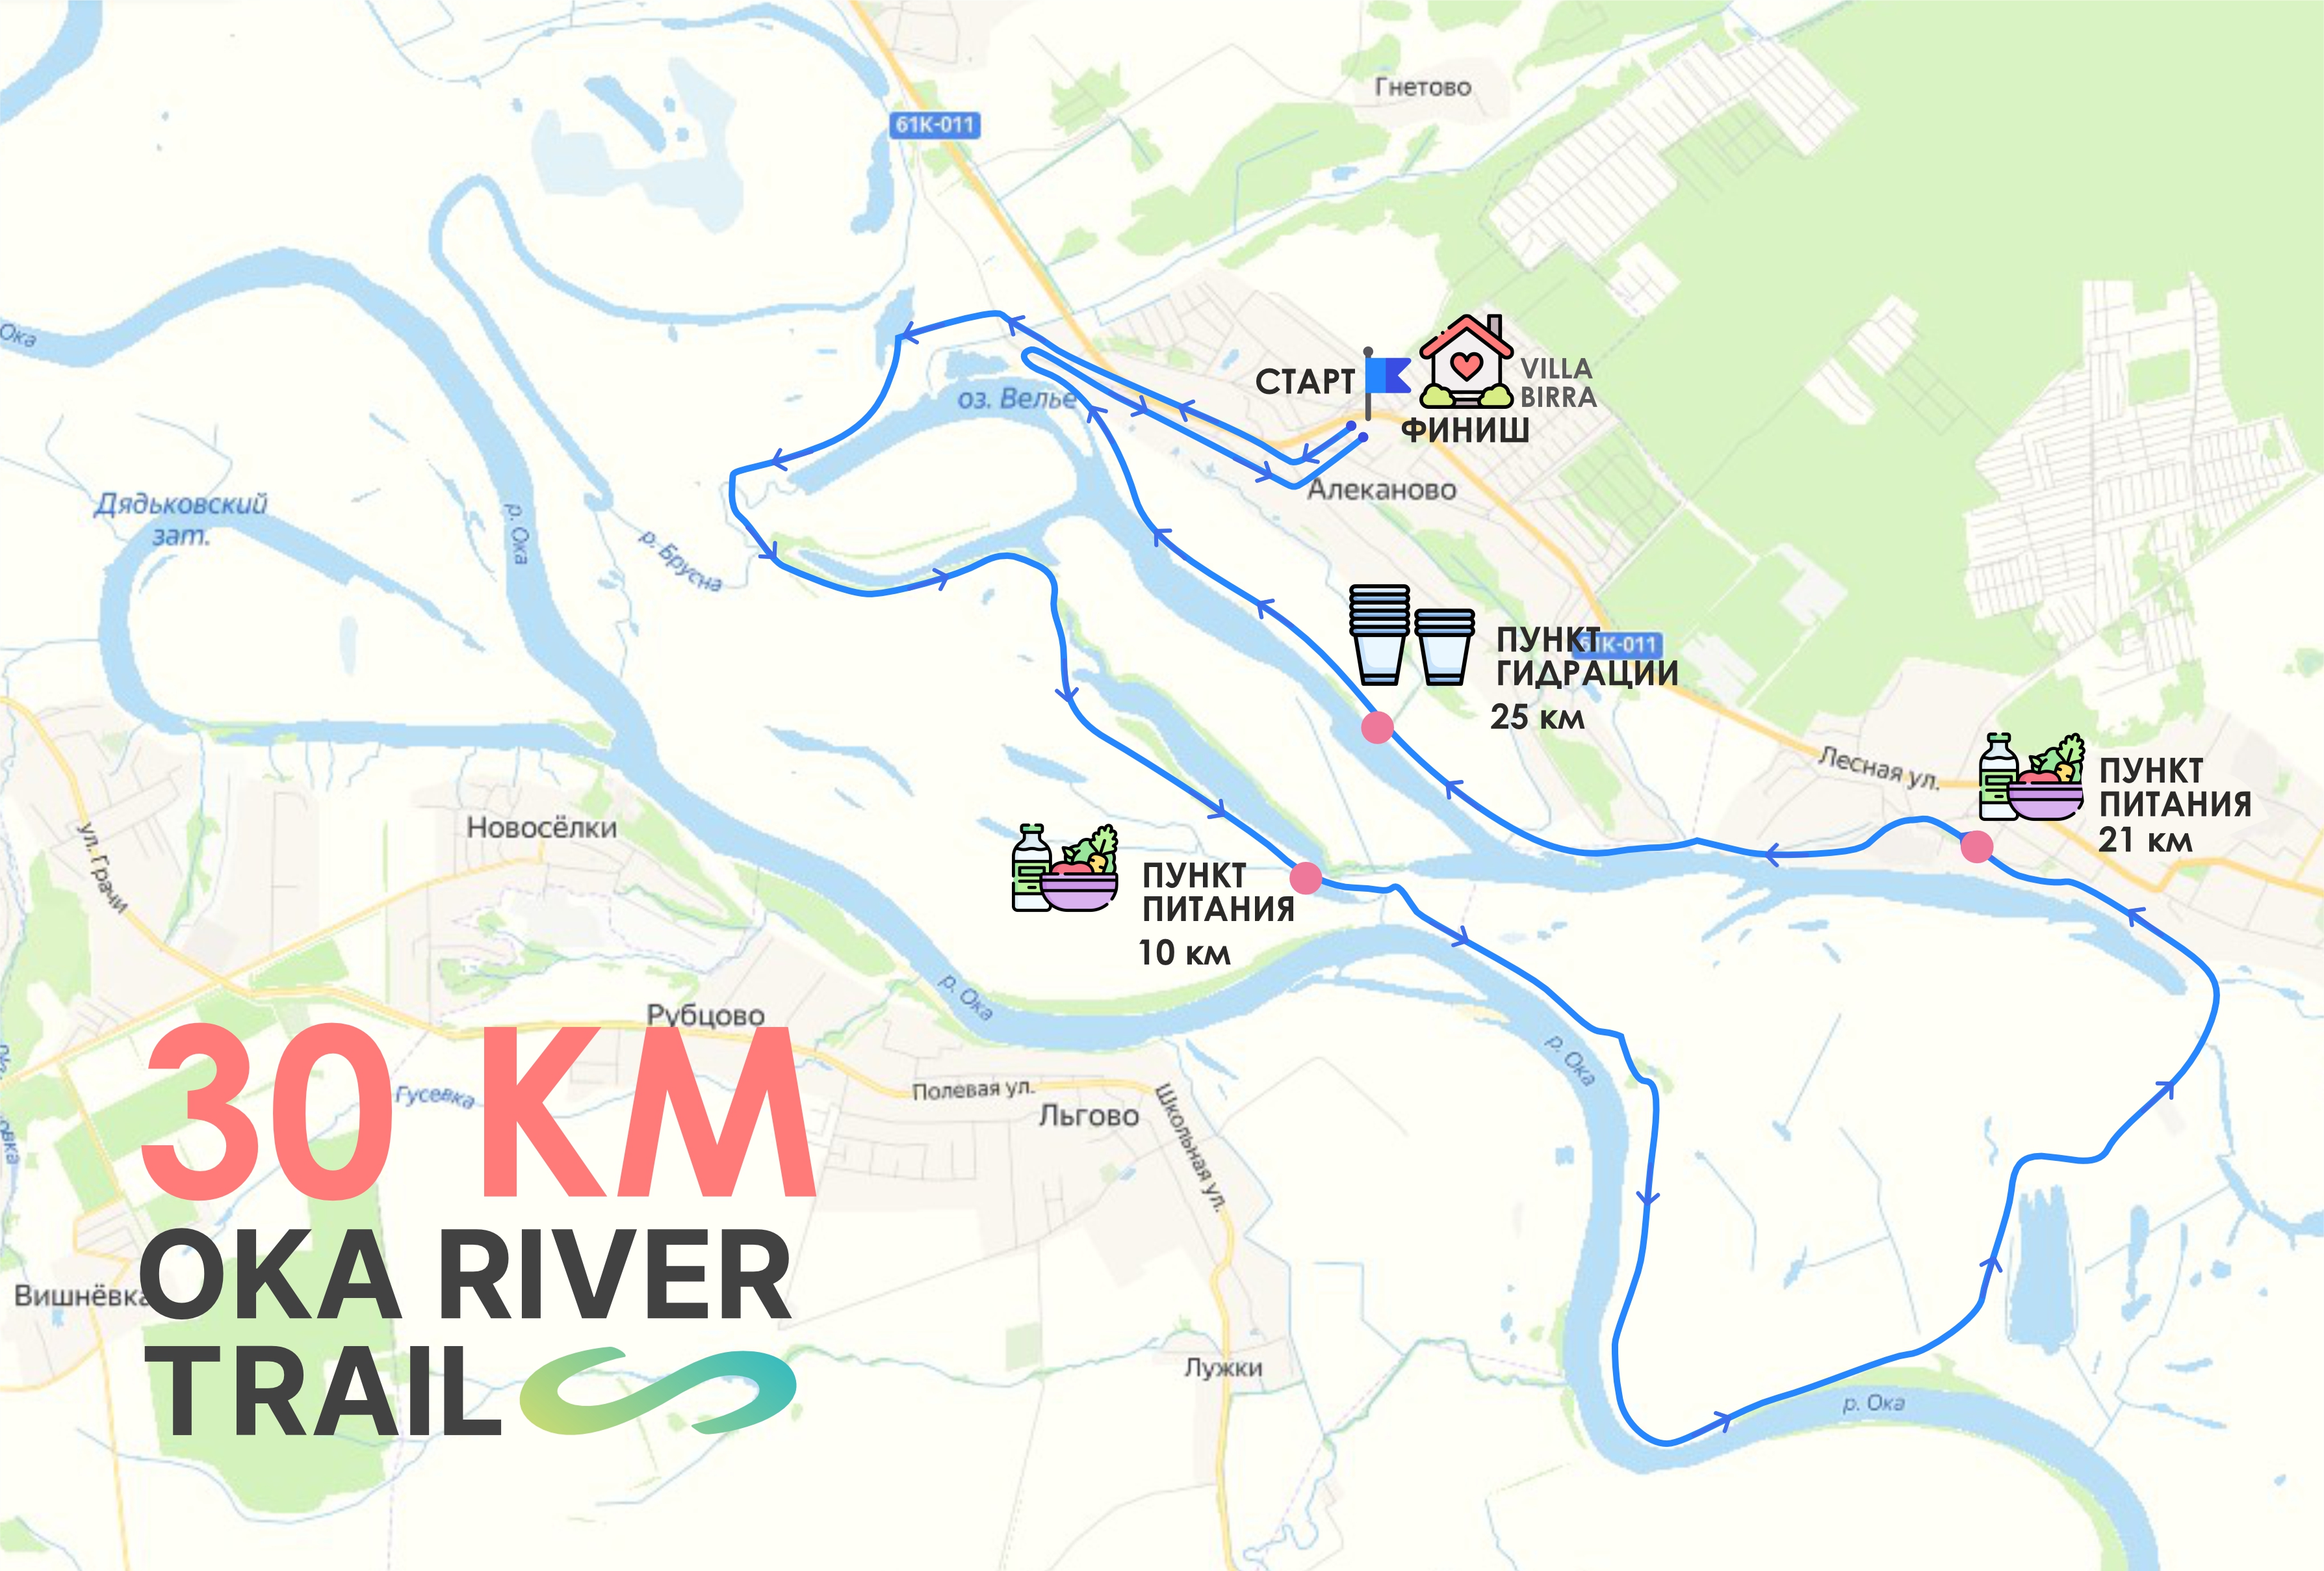 Гнетово
61К-011
Ока
СТАРТ
VILLA
BIRRA
ФИНИШ
оз. Велье
Алеканово
Дядьковский
зат.
р. Ока
р. Брусна
ПУНКТ
ГИДРАЦИИ
25 км
61К-011
Лесная ул.
ПУНКТ
ПИТАНИЯ
21 км
Новосёлки
ул. Грачи
ПУНКТ
ПИТАНИЯ
10 км
р. Ока
Рубцово
р. Ока
30 КМ
Гусевка
Полевая ул.
Льгово
Школьная ул.
OKA RIVER
TRAIL
Вишнёвка
Лужки
р. Ока